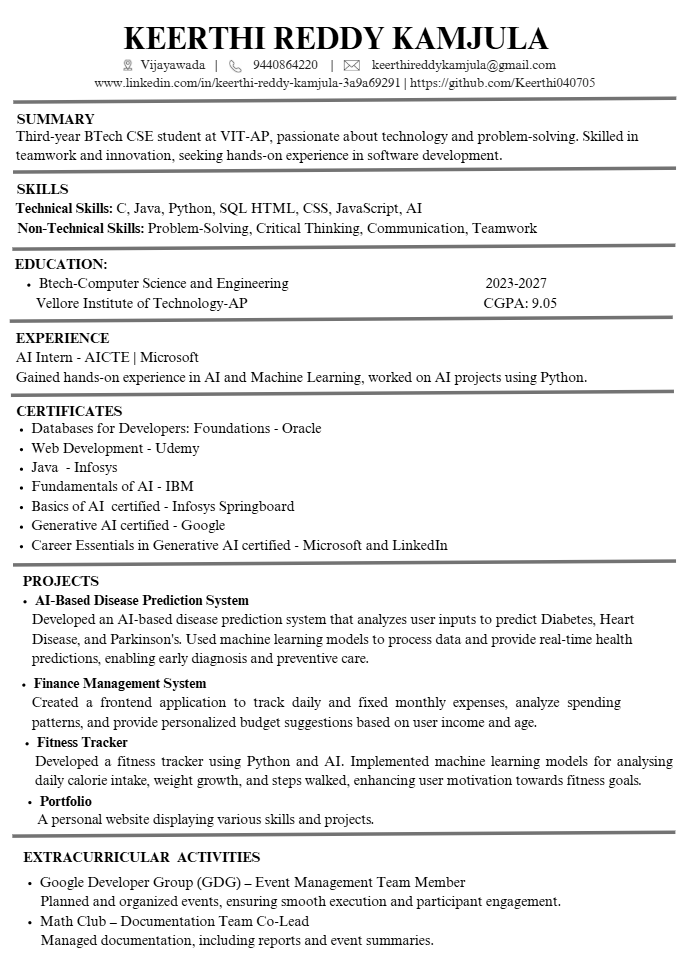 KEERTHI REDDY KAMJULA
Vijayawada | 9440864220 | keerthireddykamjula@gmail.com
www.linkedin.com/in/keerthi-reddy-kamjula-3a9a69291 | https://github.com/Keerthi040705
SUMMARY
Third-year BTech CSE student at VIT-AP, passionate about technology and problem-solving. Skilled in
teamwork and innovation, seeking hands-on experience in software development.
SKILLS
Technical Skills: C, Java, Python, SQL HTML, CSS, JavaScript, AI
Non-Technical Skills: Problem-Solving, Critical Thinking, Communication, Teamwork
EDUCATION:
• Btech-Computer Science and Engineering 2023-2027
Vellore Institute of Technology-AP CGPA: 9.05
EXPERIENCE
AI Intern - AICTE | Microsoft
Gained hands-on experience in AI and Machine Learning, worked on AI projects using Python.
CERTIFICATES
• Databases for Developers: Foundations - Oracle
• Web Development - Udemy
• Java - Infosys
• Fundamentals of AI - IBM
• Basics of AI certified - Infosys Springboard
• Generative AI certified - Google
• Career Essentials in Generative AI certified - Microsoft and LinkedIn
PROJECTS
• AI-Based Disease Prediction System
Developed an AI-based disease prediction system that analyzes user inputs to predict Diabetes, Heart
Disease, and Parkinson's. Used machine learning models to process data and provide real-time health
predictions, enabling early diagnosis and preventive care.
• Finance Management System
Created a frontend application to track daily and fixed monthly expenses, analyze spending
patterns, and provide personalized budget suggestions based on user income and age.
• Fitness Tracker
Developed a fitness tracker using Python and AI. Implemented machine learning models for analysing
daily calorie intake, weight growth, and steps walked, enhancing user motivation towards fitness goals.
• Portfolio
A personal website displaying various skills and projects.
EXTRACURRICULAR ACTIVITIES
• Google Developer Group (GDG) – Event Management Team Member
Planned and organized events, ensuring smooth execution and participant engagement.
• Math Club – Documentation Team Co-Lead
Managed documentation, including reports and event summaries.